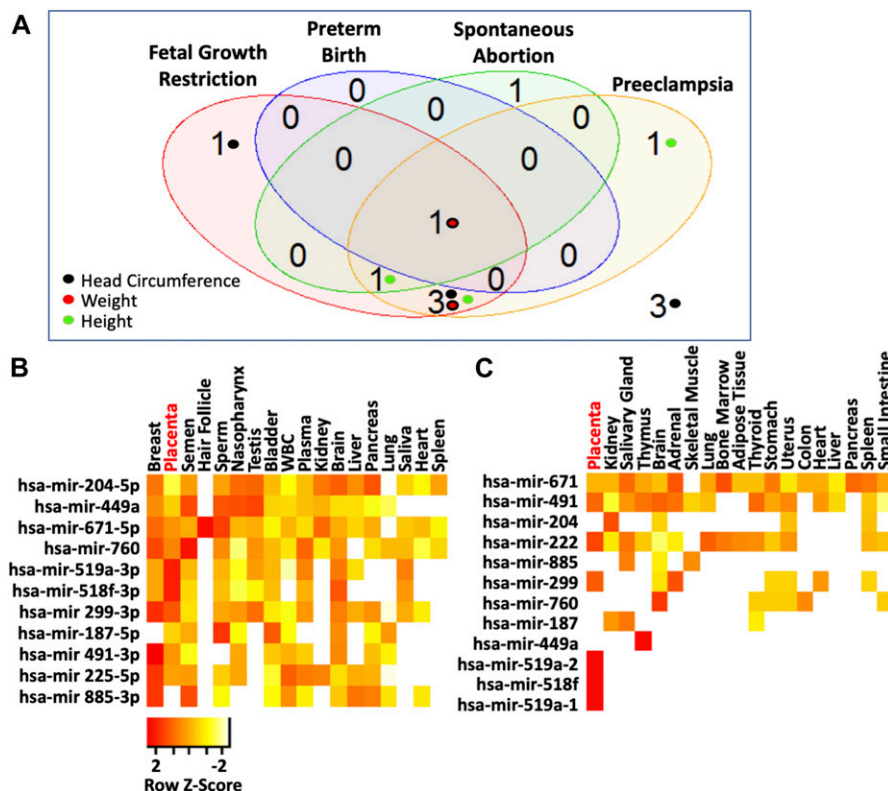 A
Fetal Growth
Restriction
Preterm
Birth
Spontaneous
Abortion
Preeclampsia
0
1
0
0
0
1
1
0
0
1
0
1
0
0
3
3
Head Circumference
Weight
Height
B
Breast
Placenta
Semen
Hair Follicle
Sperm
Nasopharynx
Testis
Bladder
WBC
Plasma
Kidney
Brain
Liver
Pancreas
Lung
Saliva
Heart
Spleen
hsa-mir-204-5p
hsa-mir-449a
hsa-mir-671-5p
hsa-mir-760
hsa-mir-519a-3p
hsa-mir-518f-3p
hsa-mir 299-3p
hsa-mir-187-5p
hsa-mir 491-3p
hsa-mir 225-5p
hsa-mir 885-3p
2
-2
Row Z-Score
C
Placenta
Kidney
Salivary Gland
Thymus
Brain
Adrenal
Skeletal Muscle
Lung
Bone Marrow
Adipose Tissue
Thyroid
Stomach
Uterus
Colon
Heart
Liver
Pancreas
Spleen
Small Intestine
hsa-mir-671
hsa-mir-491
hsa-mir-204
hsa-mir-222
hsa-mir-885
hsa-mir-299
hsa-mir-760
hsa-mir-187
hsa-mir-449a
hsa-mir-519a-2
hsa-mir-518f
hsa-mir-519a-1